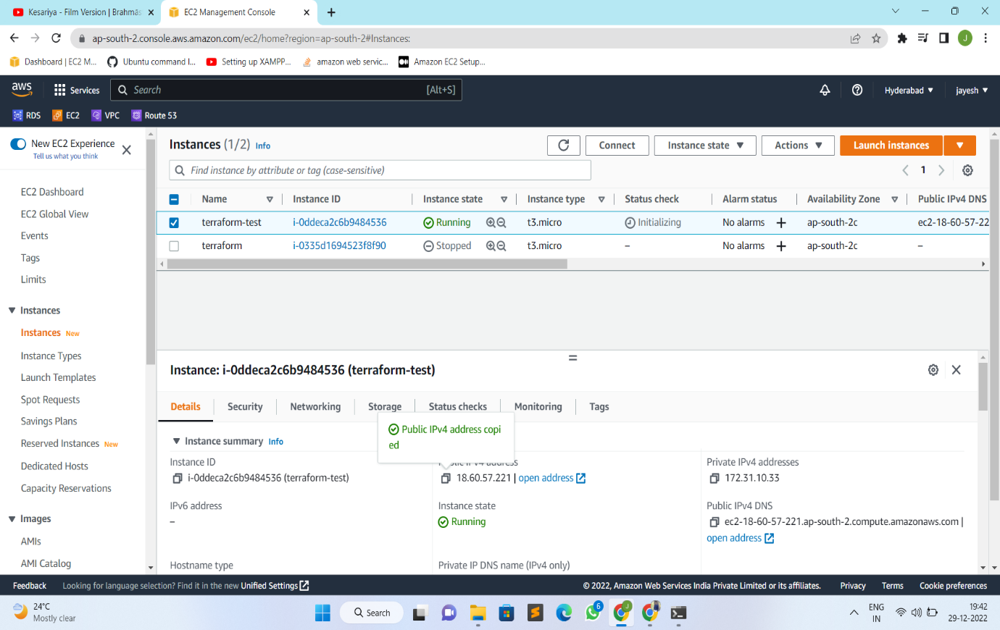 Kesariya - Film Version | Brahmās
EC2 Management Console
ap-south-2.console.aws.amazon.com/ec2/home?region=ap-south-2#Instances:
J
Dashboard | EC2 M...
Ubuntu command l...
Setting up XAMPP...
amazon web servic...
Amazon EC2 Setup...
aws
Services
Search
[Alt+S]
Hyderabad
jayesh
RDS
EC2
VPC
Route 53
New EC2 Experience
Tell us what you think
EC2 Dashboard
EC2 Global View
Events
Tags
Limits
Instances
Instances New
Instance Types
Launch Templates
Spot Requests
Savings Plans
Reserved Instances New
Dedicated Hosts
Capacity Reservations
Images
AMIs
AMI Catalog
Instances (1/2) Info
Connect
Instance state
Actions
Launch instances
Find instance by attribute or tag (case-sensitive)
1
Name Instance ID Instance state Instance type Status check Alarm status Availability Zone Public IPv4 DNS
terraform-test i-0ddeca2c6b9484536 Running t3.micro Initializing No alarms + ap-south-2c ec2-18-60-57-22
terraform i-0335d1694523f8f90 Stopped t3.micro – No alarms + ap-south-2c –
Instance: i-0ddeca2c6b9484536 (terraform-test)
Details
Security
Networking
Storage
Status checks
Monitoring
Tags
Public IPv4 address copi
ed
Instance summary Info
Instance ID
i-0ddeca2c6b9484536 (terraform-test)
Public IPv4 address
18.60.57.221 | open address
Private IPv4 addresses
172.31.10.33
IPv6 address
–
Instance state
Running
Public IPv4 DNS
ec2-18-60-57-221.ap-south-2.compute.amazonaws.com |
open address
Hostname type
Private IP DNS name (IPv4 only)
Feedback
Looking for language selection? Find it in the new Unified Settings
© 2022, Amazon Web Services India Private Limited or its affiliates.
Privacy
Terms
Cookie preferences
24°C
Mostly clear
Search
6
J
ENG
IN
19:42
29-12-2022